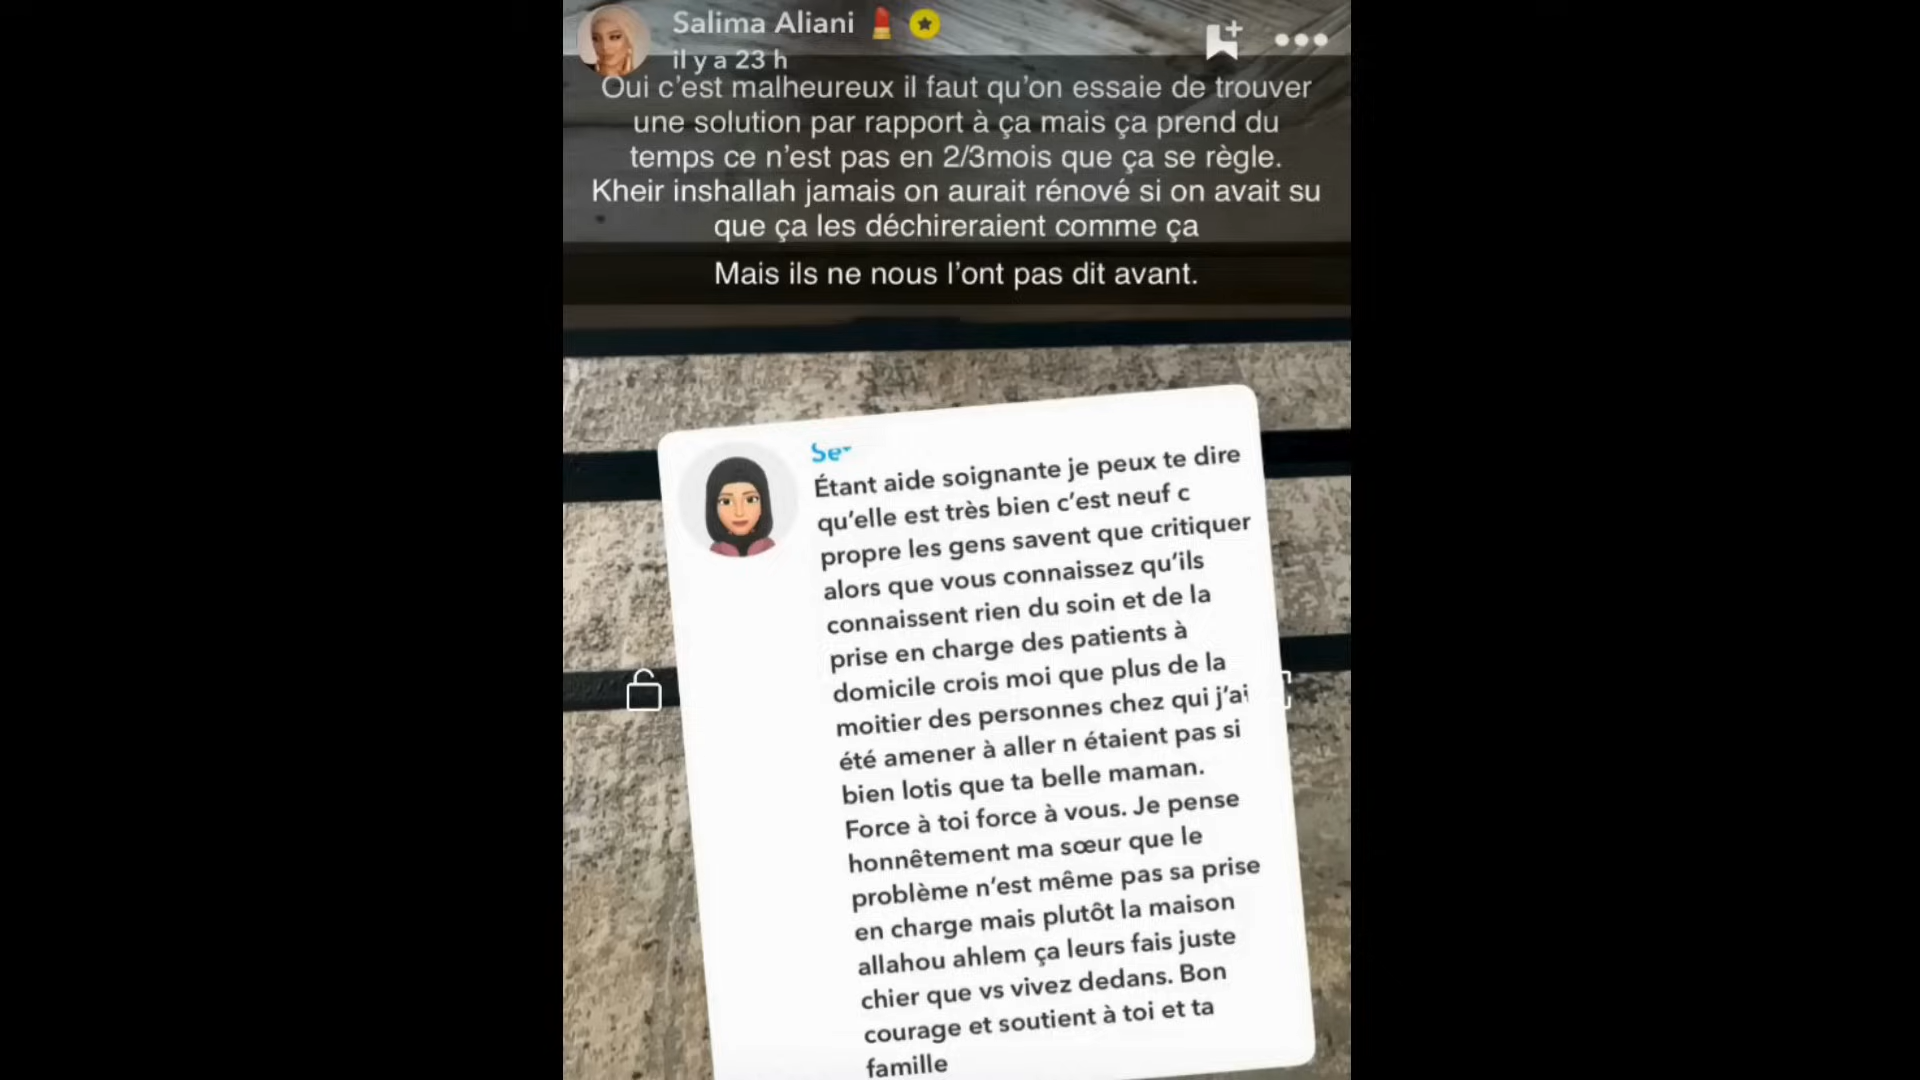 Salima Aliani
il y a 23 h
Oui c’est malheureux il faut qu’on essaie de trouver
une solution par rapport à ça mais ça prend du
temps ce n’est pas en 2/3mois que ça se règle.
Kheir inshallah jamais on aurait rénové si on avait su
que ça les déchireraient comme ça
Mais ils ne nous l’ont pas dit avant.
Étant aide soignante je peux te dire
qu’elle est très bien c’est neuf c
propre les gens savent que critiquer
alors que vous connaissez qu’ils
connaissent rien du soin et de la
prise en charge des patients à
domicile crois moi que plus de la
moitier des personnes chez qui j’ai
été amener à aller n étaient pas si
bien lotis que ta belle maman.
Force à toi force à vous. Je pense
honnêtement ma sœur que le
problème n’est même pas sa prise
en charge mais plutôt la maison
allahou ahlem ça leurs fais juste
chier que vs vivez dedans. Bon
courage et soutient à toi et ta
famille